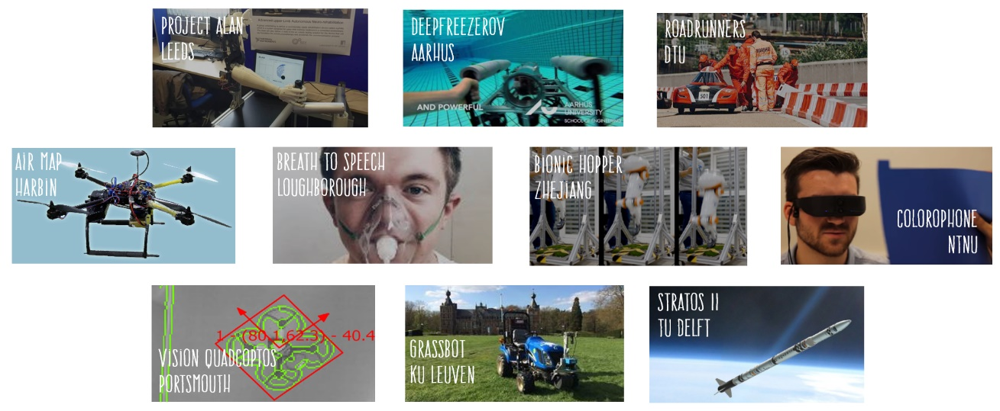 PROJECT ALAN
LEEDS
DEEPFREEZEROV
AARHUS
AND POWERFUL
AARHUS
UNIVERSITY
SCHOOL OF ENGINEERING
ROADRUNNERS
DTU
MARSHAL
501
AIR MAP
HARBIN
BREATH TO SPEECH
LOUGHBOROUGH
BIONIC HOPPER
ZHEJIANG
COLOROPHONE
NTNU
1 - (80.1,62.3) - 40.4
VISION QUADCOPTOS
PORTSMOUTH
GRASSBOT
KU LEUVEN
STRATOS II
TU DELFT